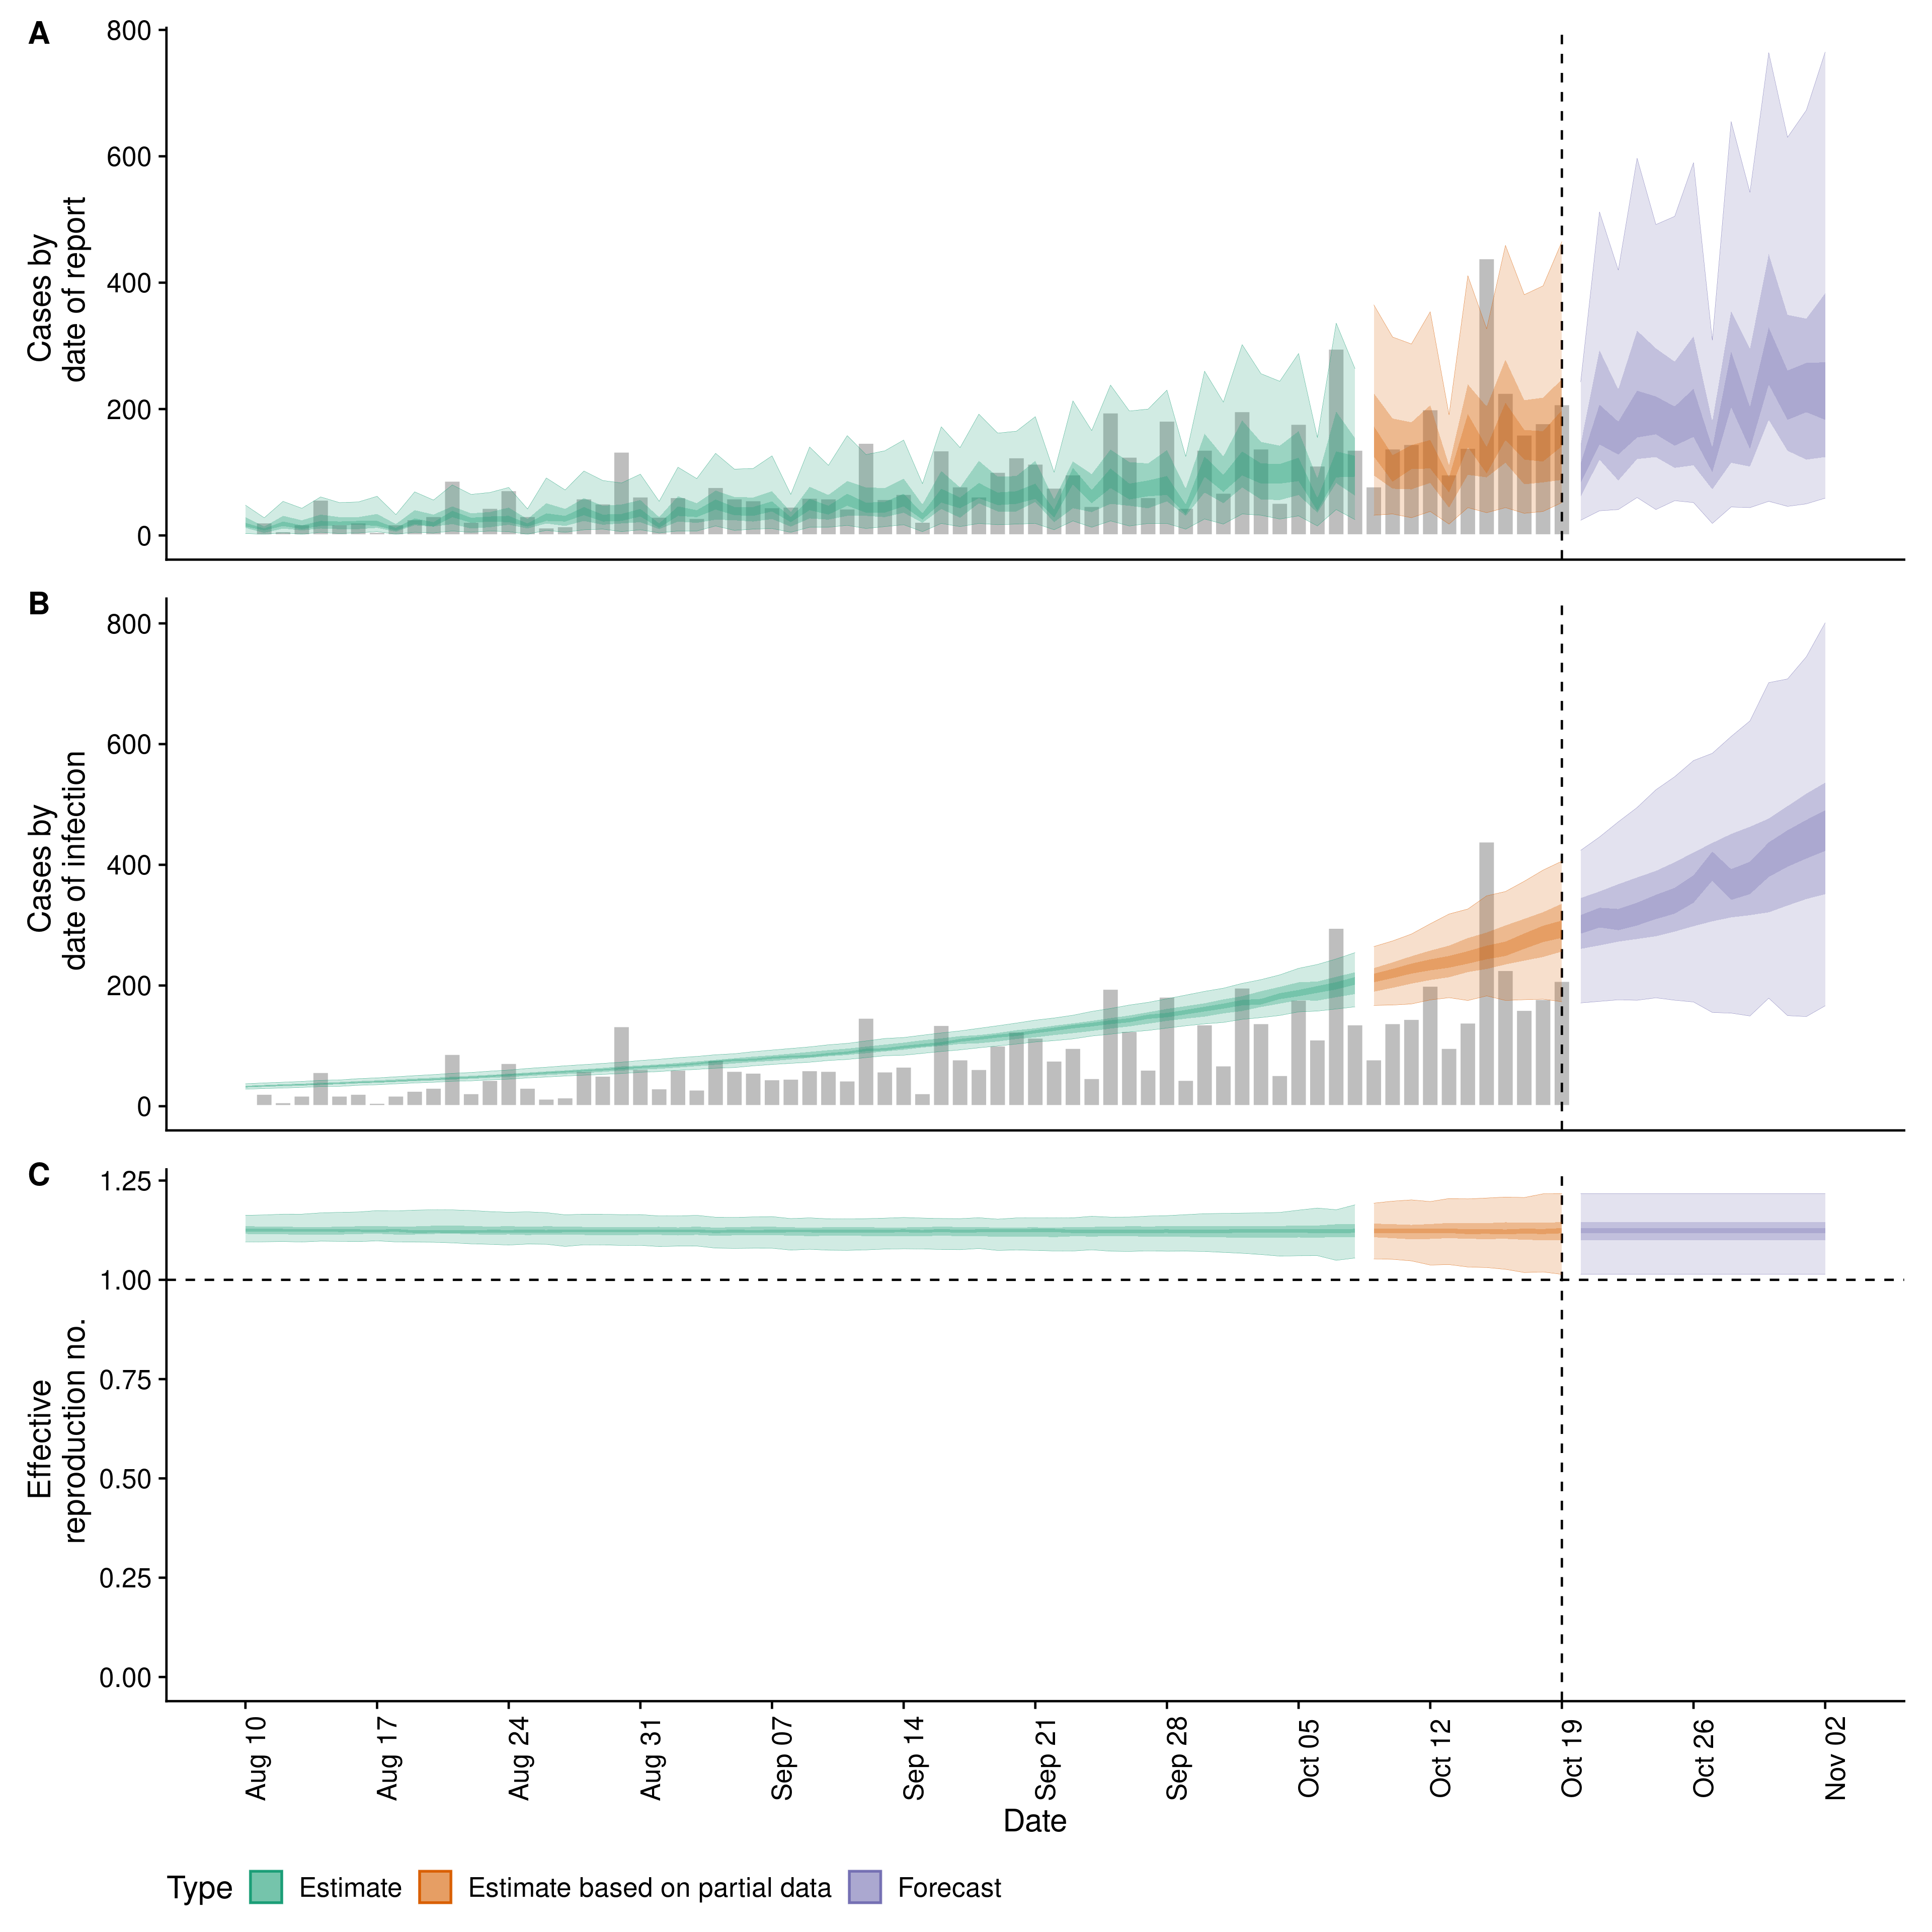 A
800
600
400
200
0
Cases by
date of report
B
800
600
400
200
0
Cases by
date of infection
C
1.25
1.00
0.75
0.50
0.25
0.00
Effective
reproduction no.
Aug 10
Aug 17
Aug 24
Aug 31
Sep 07
Sep 14
Sep 21
Sep 28
Oct 05
Oct 12
Oct 19
Oct 26
Nov 02
Date
Type Estimate Estimate based on partial data Forecast